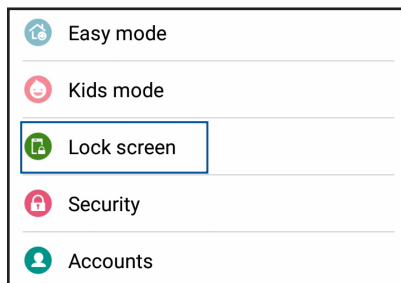 Easy mode
Kids mode
Lock screen
Security
Accounts